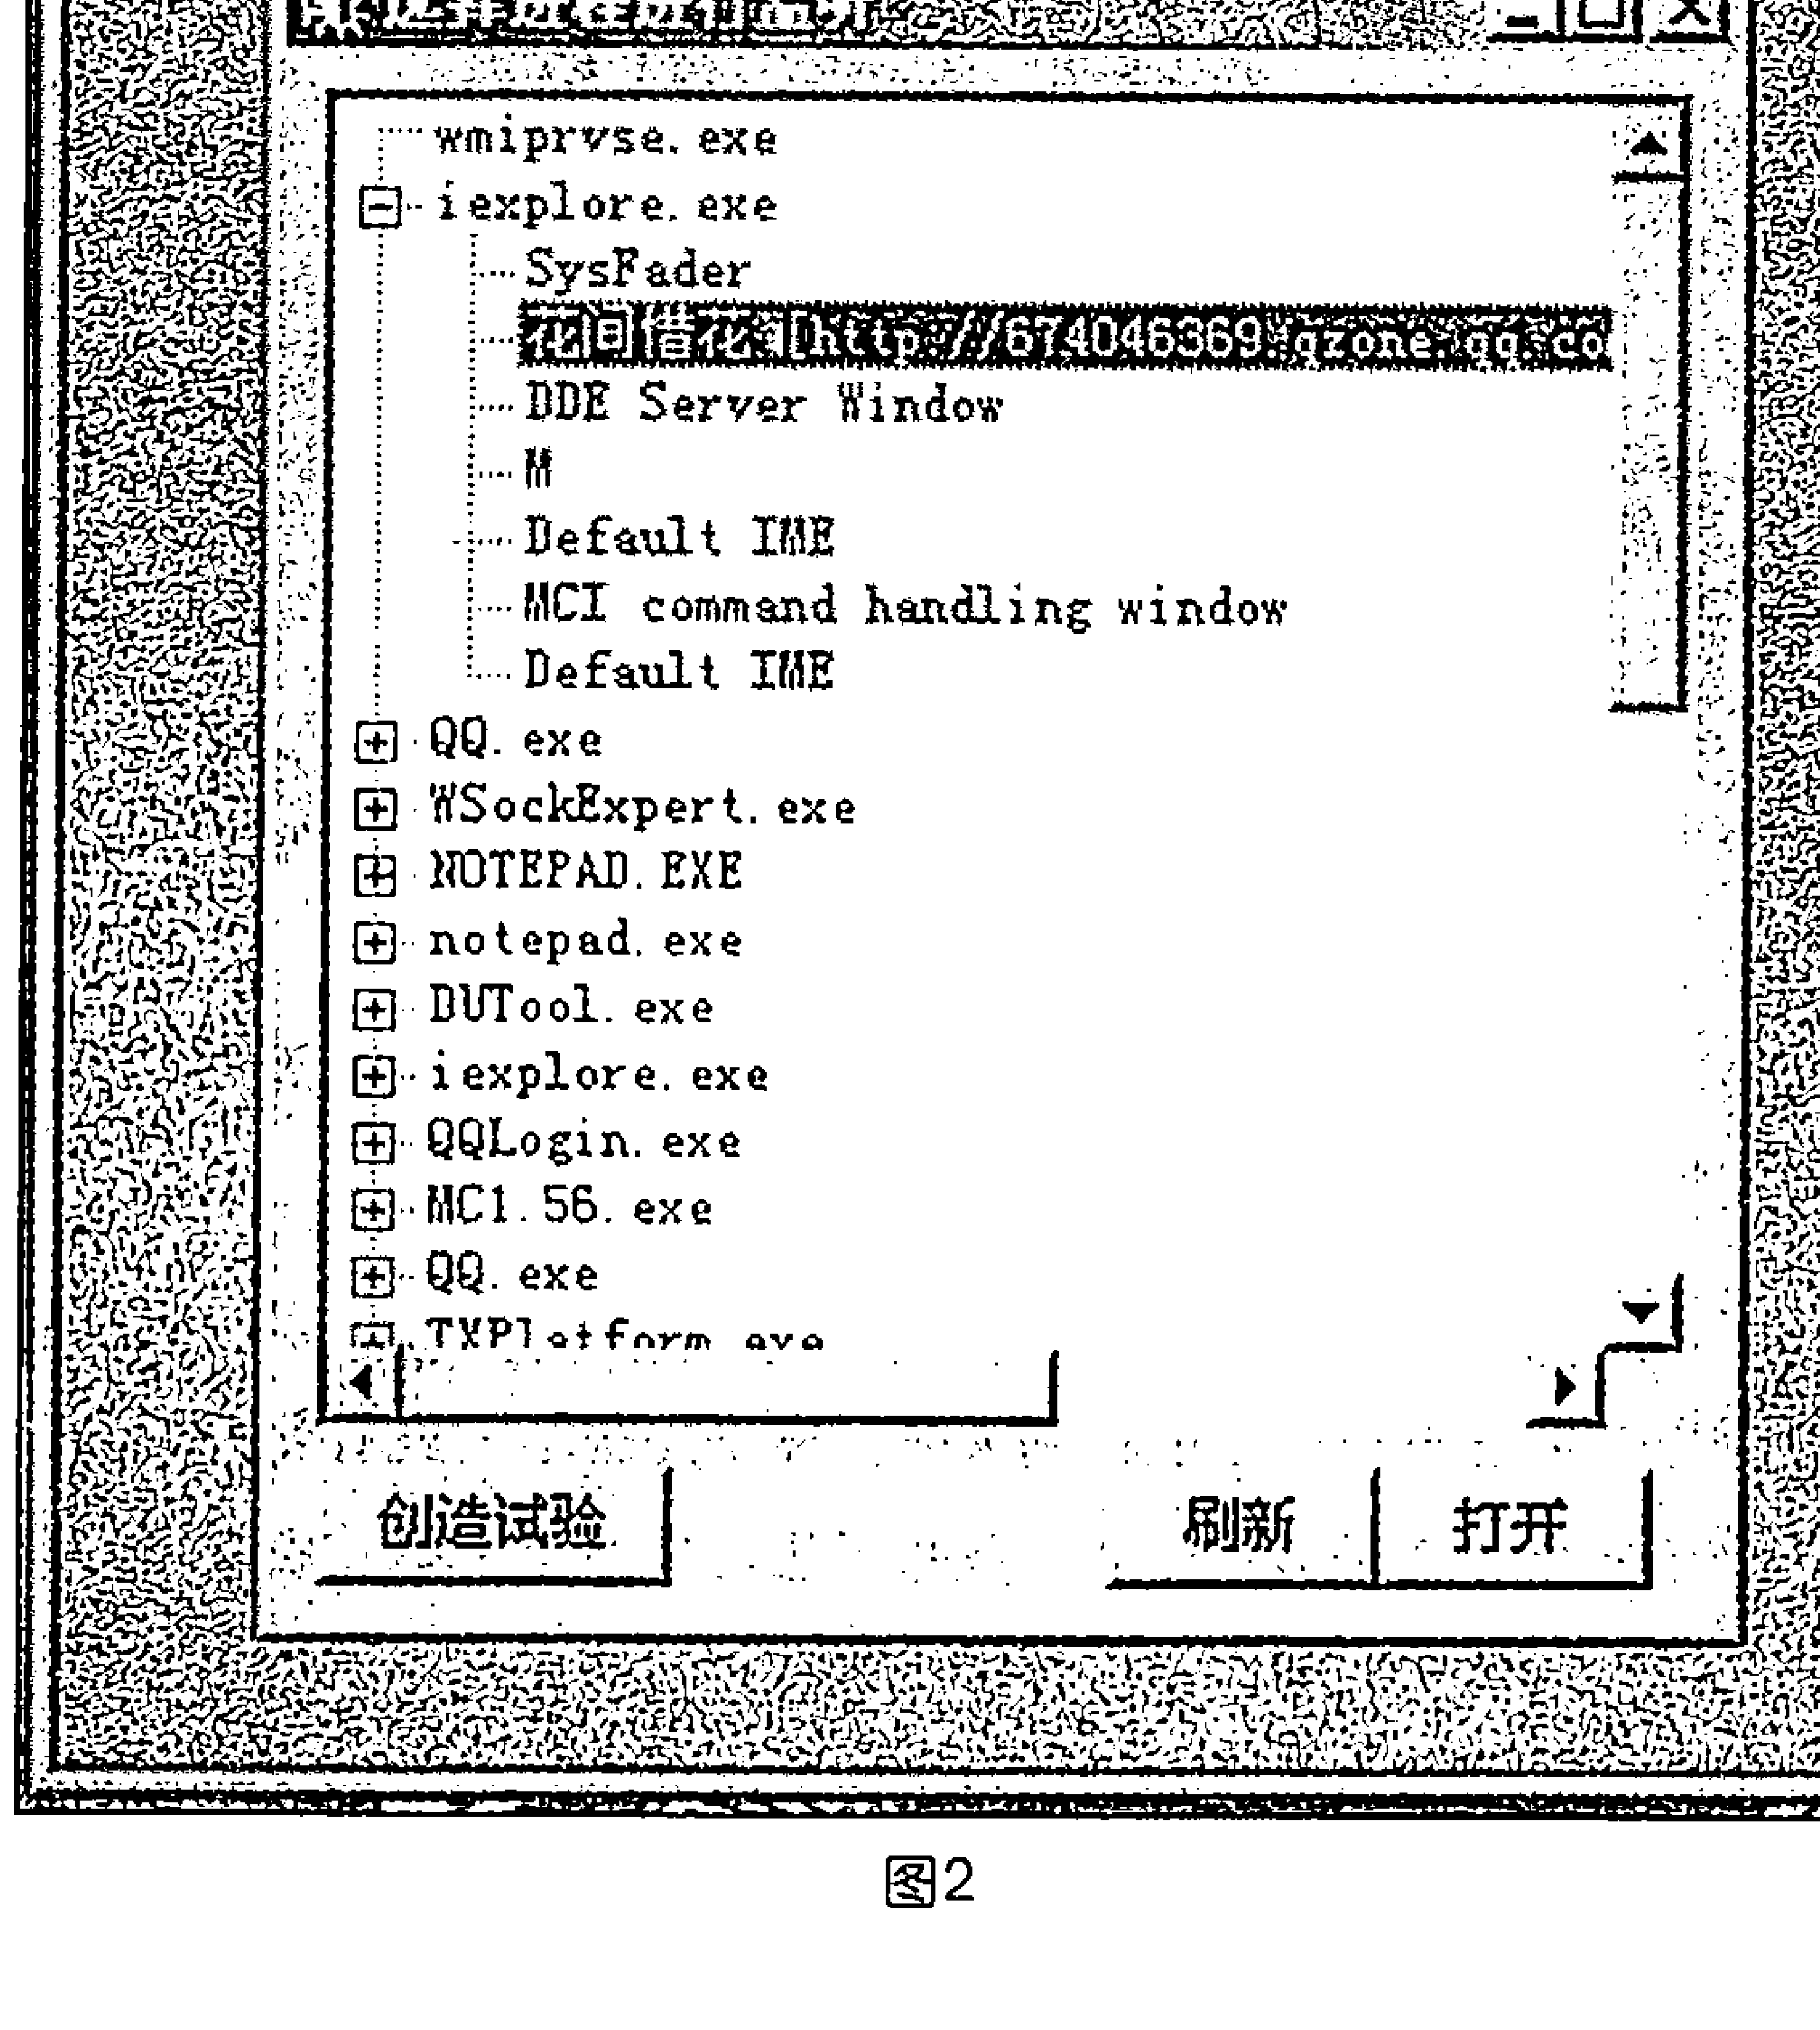 wmiprvse.exe
iexplore.exe
SysFader
花间借花 [http://674046369.qzone.qq.co
DDE Server Window
M
Default IME
MCI command handling window
Default IME
QQ.exe
WSockExpert.exe
NOTEPAD.EXE
notepad.exe
DUTool.exe
iexplore.exe
QQLogin.exe
MC1.56.exe
QQ.exe
TXPlatform.exe
创造试验 刷新 打开
图2